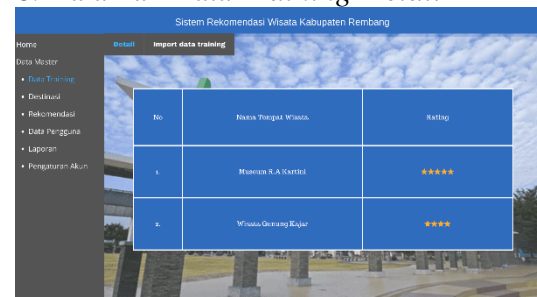 Sistem Rekomendasi Wisata Kabupaten Rembang
Home
Detail Import data training
Data Master
Data Training
Destinasi
Rekomendasi
Data Pengguna
Laporan
Pengaturan Akun
No Nama Tempat Wisata Rating
1. Museum R.A Kartini ★★★★★
2. Wisata Gunung Kajar ★★★★